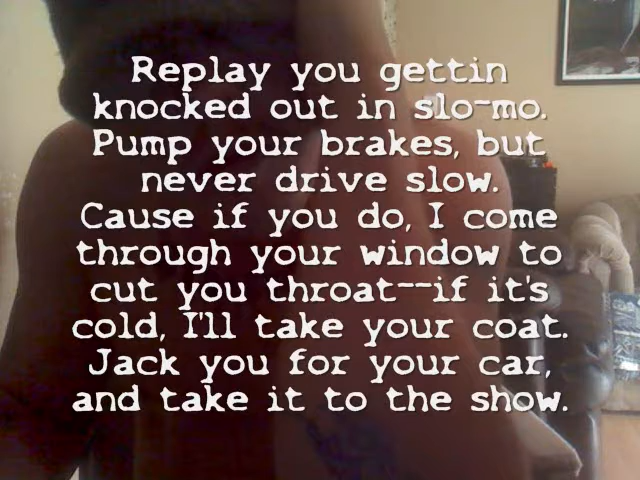 Replay you gettin
knocked out in slo-mo.
Pump your brakes, but
never drive slow.
Cause if you do, I come
through your window to
cut you throat--if it's
cold, I'll take your coat.
Jack you for your car,
and take it to the show.